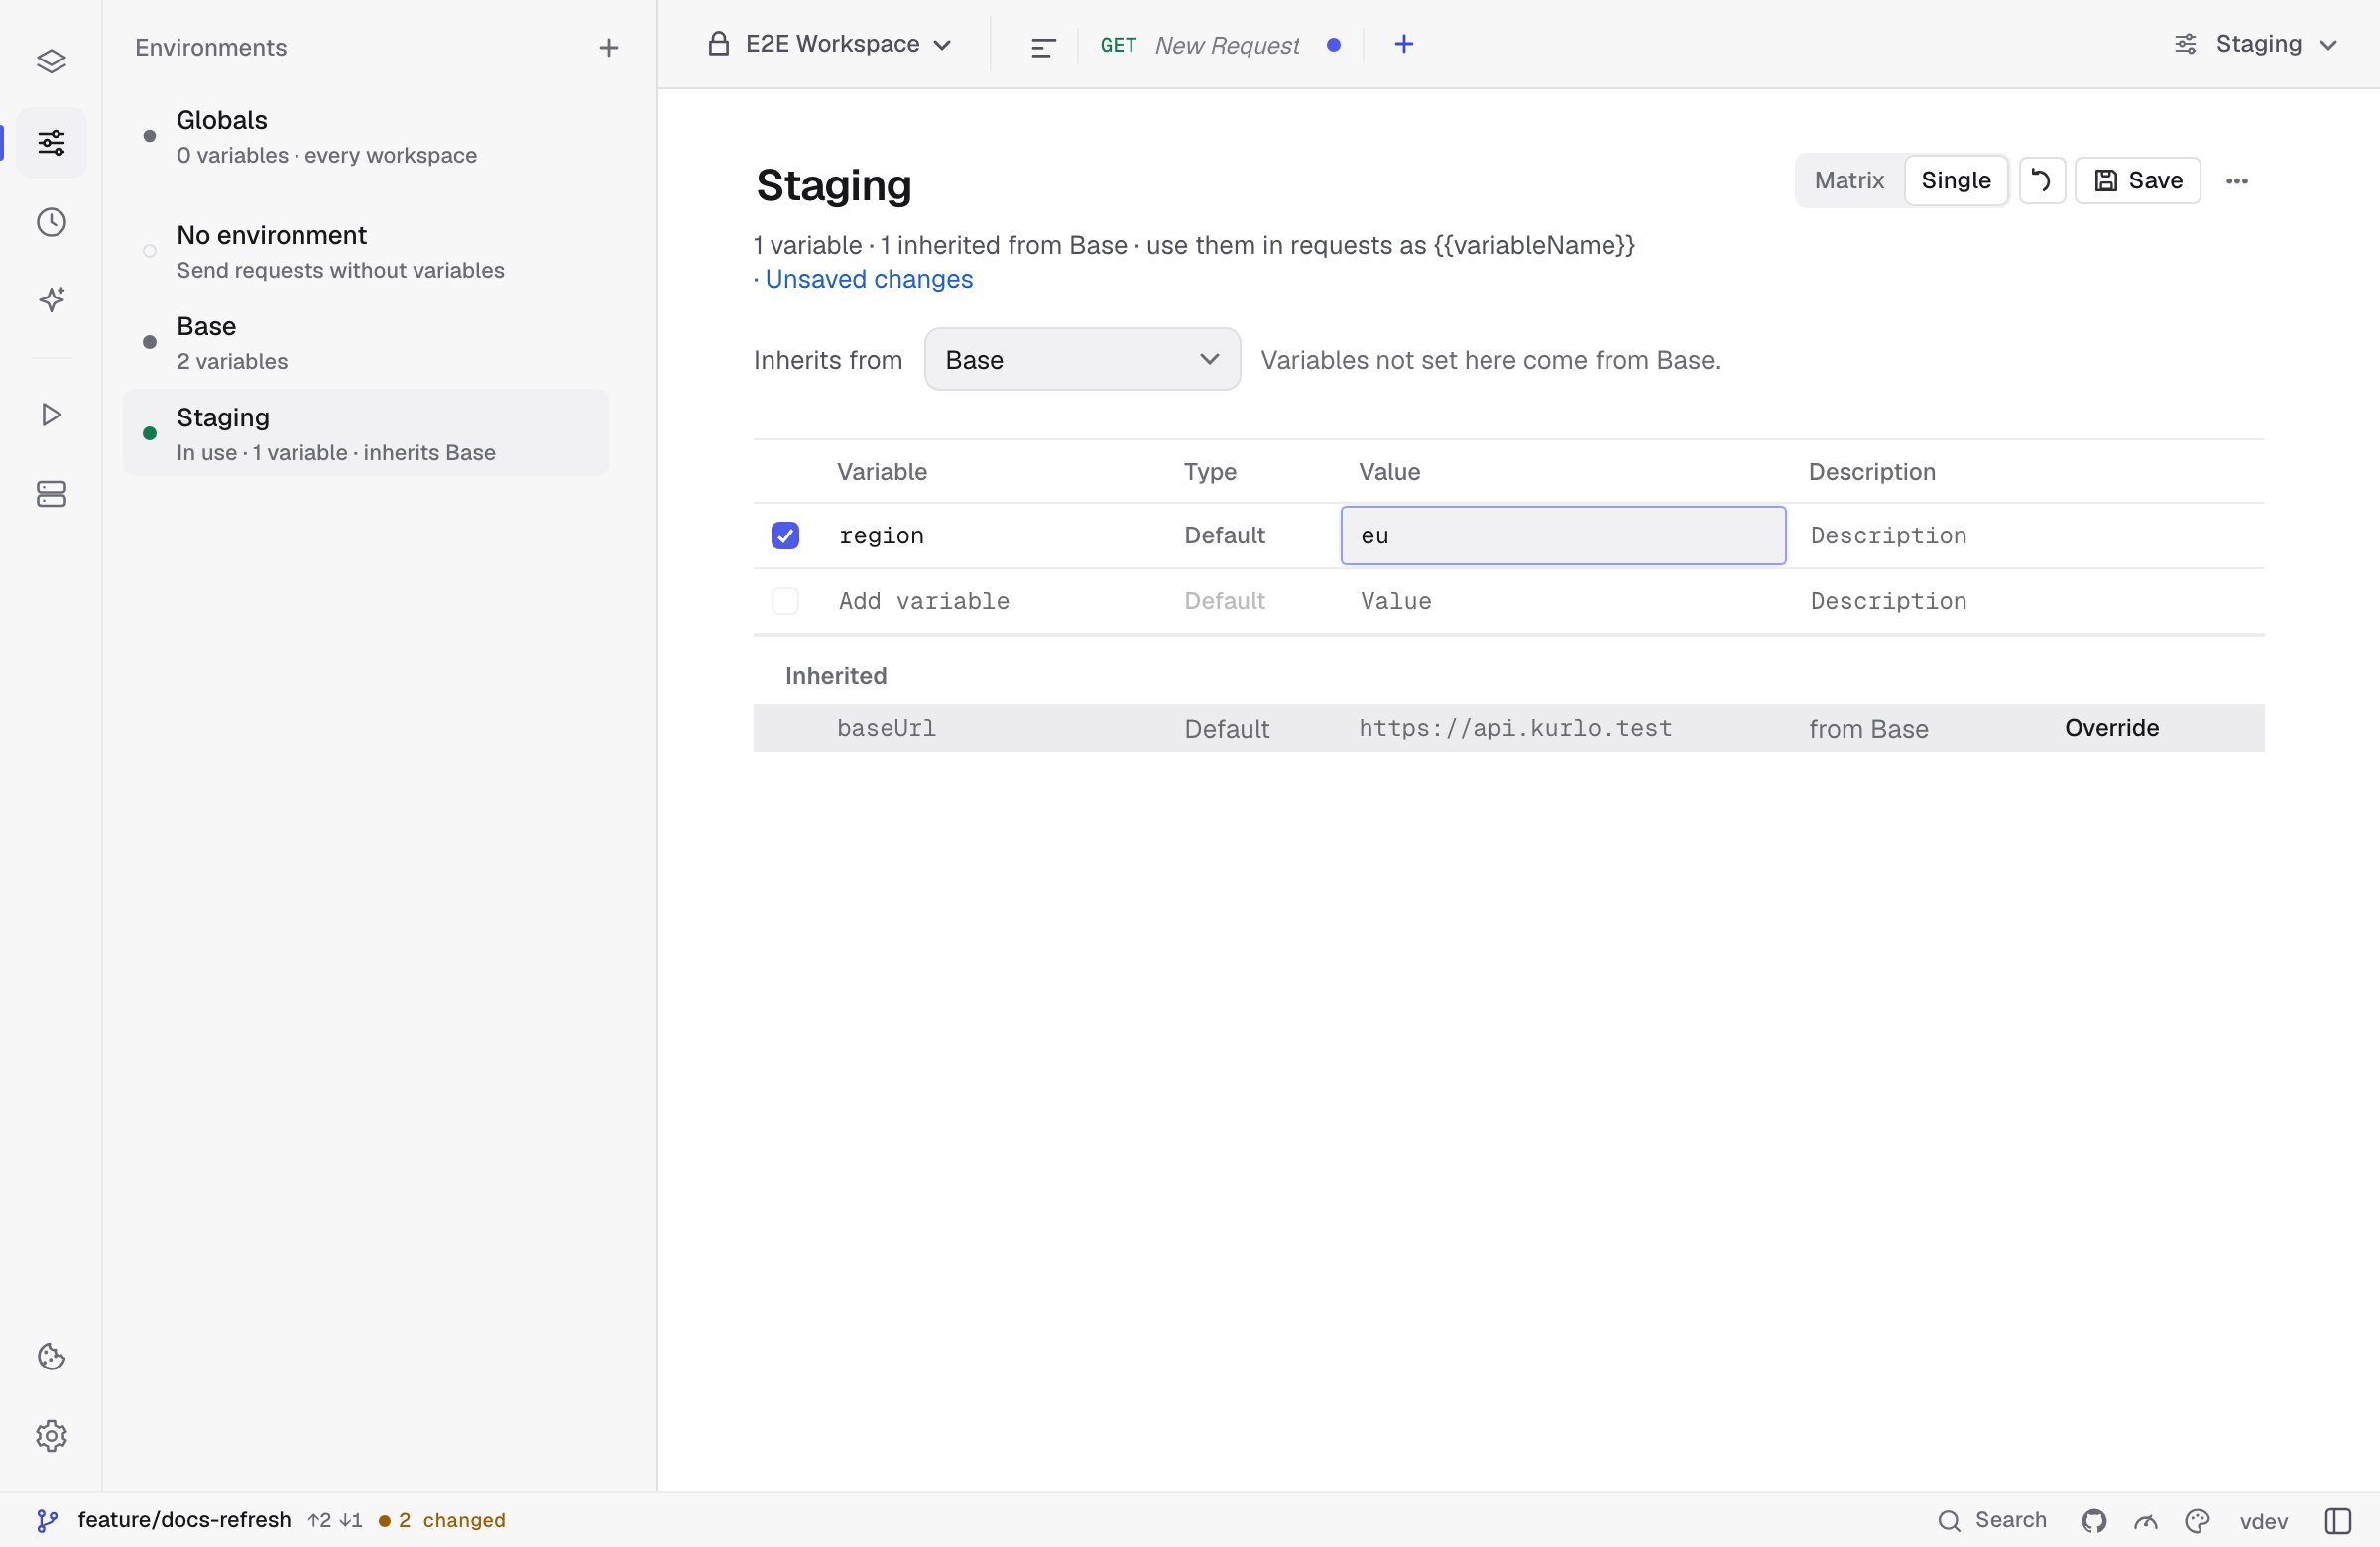 Environments
Globals
0 variables · every workspace
No environment
Send requests without variables
Base
2 variables
Staging
In use · 1 variable · inherits Base
E2E Workspace
GET New Request
Staging
Staging
Matrix Single Save
1 variable · 1 inherited from Base · use them in requests as {{variableName}}
· Unsaved changes
Inherits from Base Variables not set here come from Base.
Variable Type Value Description
region Default eu Description
Add variable Default Value Description
Inherited
baseUrl Default https://api.kurlo.test from Base Override
feature/docs-refresh ↑2 ↓1 2 changed
Search vdev